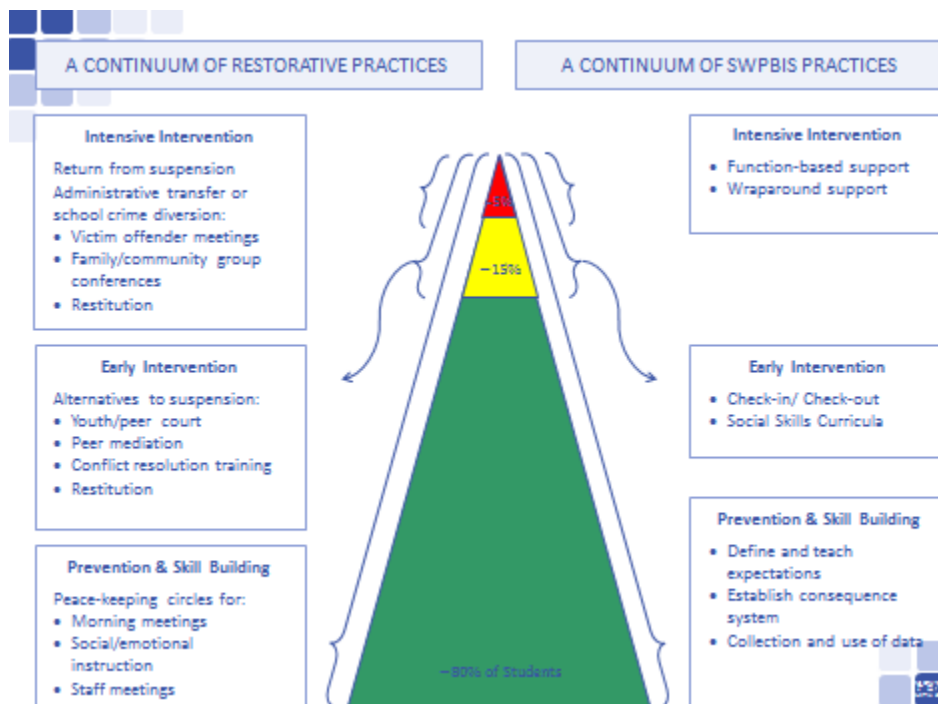 A CONTINUUM OF RESTORATIVE PRACTICES
A CONTINUUM OF SWPBIS PRACTICES
Intensive Intervention
Return from suspension
Administrative transfer or
school crime diversion:
• Victim offender meetings
• Family/community group
conferences
• Restitution
Early Intervention
Alternatives to suspension:
• Youth/peer court
• Peer mediation
• Conflict resolution training
• Restitution
Prevention & Skill Building
Peace-keeping circles for:
• Morning meetings
• Social/emotional
instruction
• Staff meetings
~5%
~15%
~80% of Students
Intensive Intervention
• Function-based support
• Wraparound support
Early Intervention
• Check-in/ Check-out
• Social Skills Curricula
Prevention & Skill Building
• Define and teach
expectations
• Establish consequence
system
• Collection and use of data